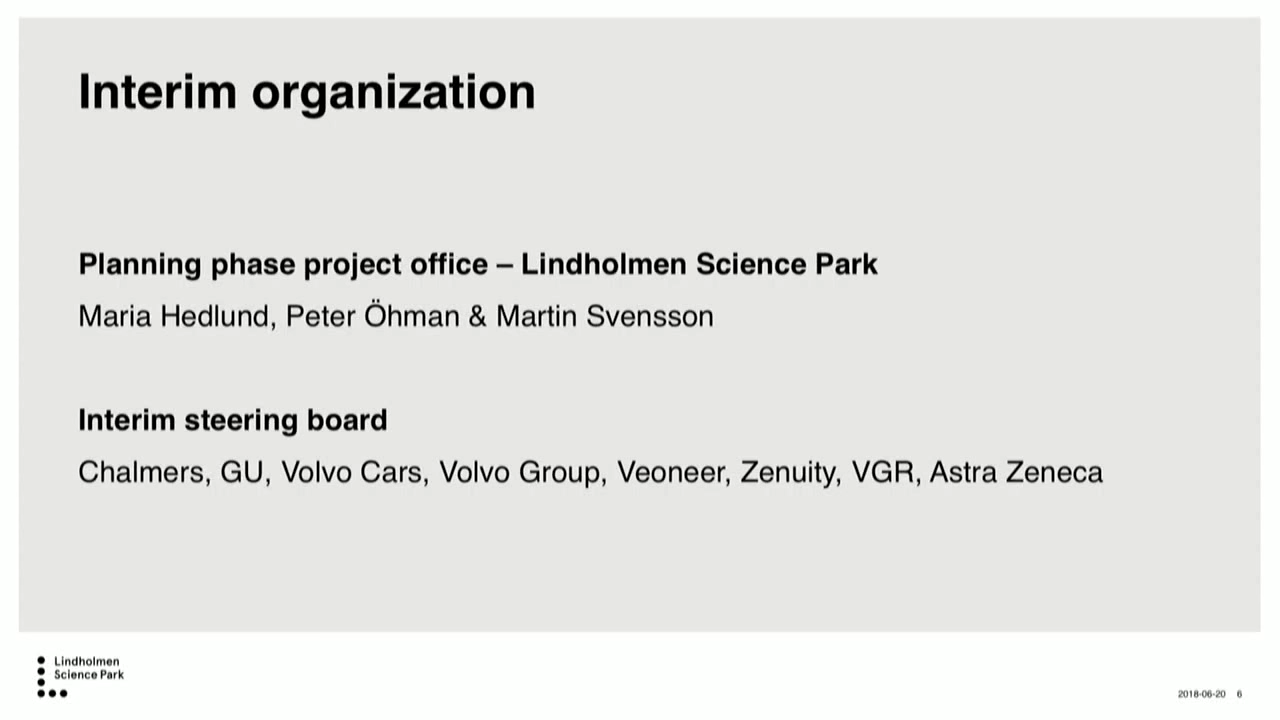 Interim organization
Planning phase project office – Lindholmen Science Park
Maria Hedlund, Peter Öhman & Martin Svensson
Interim steering board
Chalmers, GU, Volvo Cars, Volvo Group, Veoneer, Zenuity, VGR, Astra Zeneca
Lindholmen
Science Park
2018-06-20 6